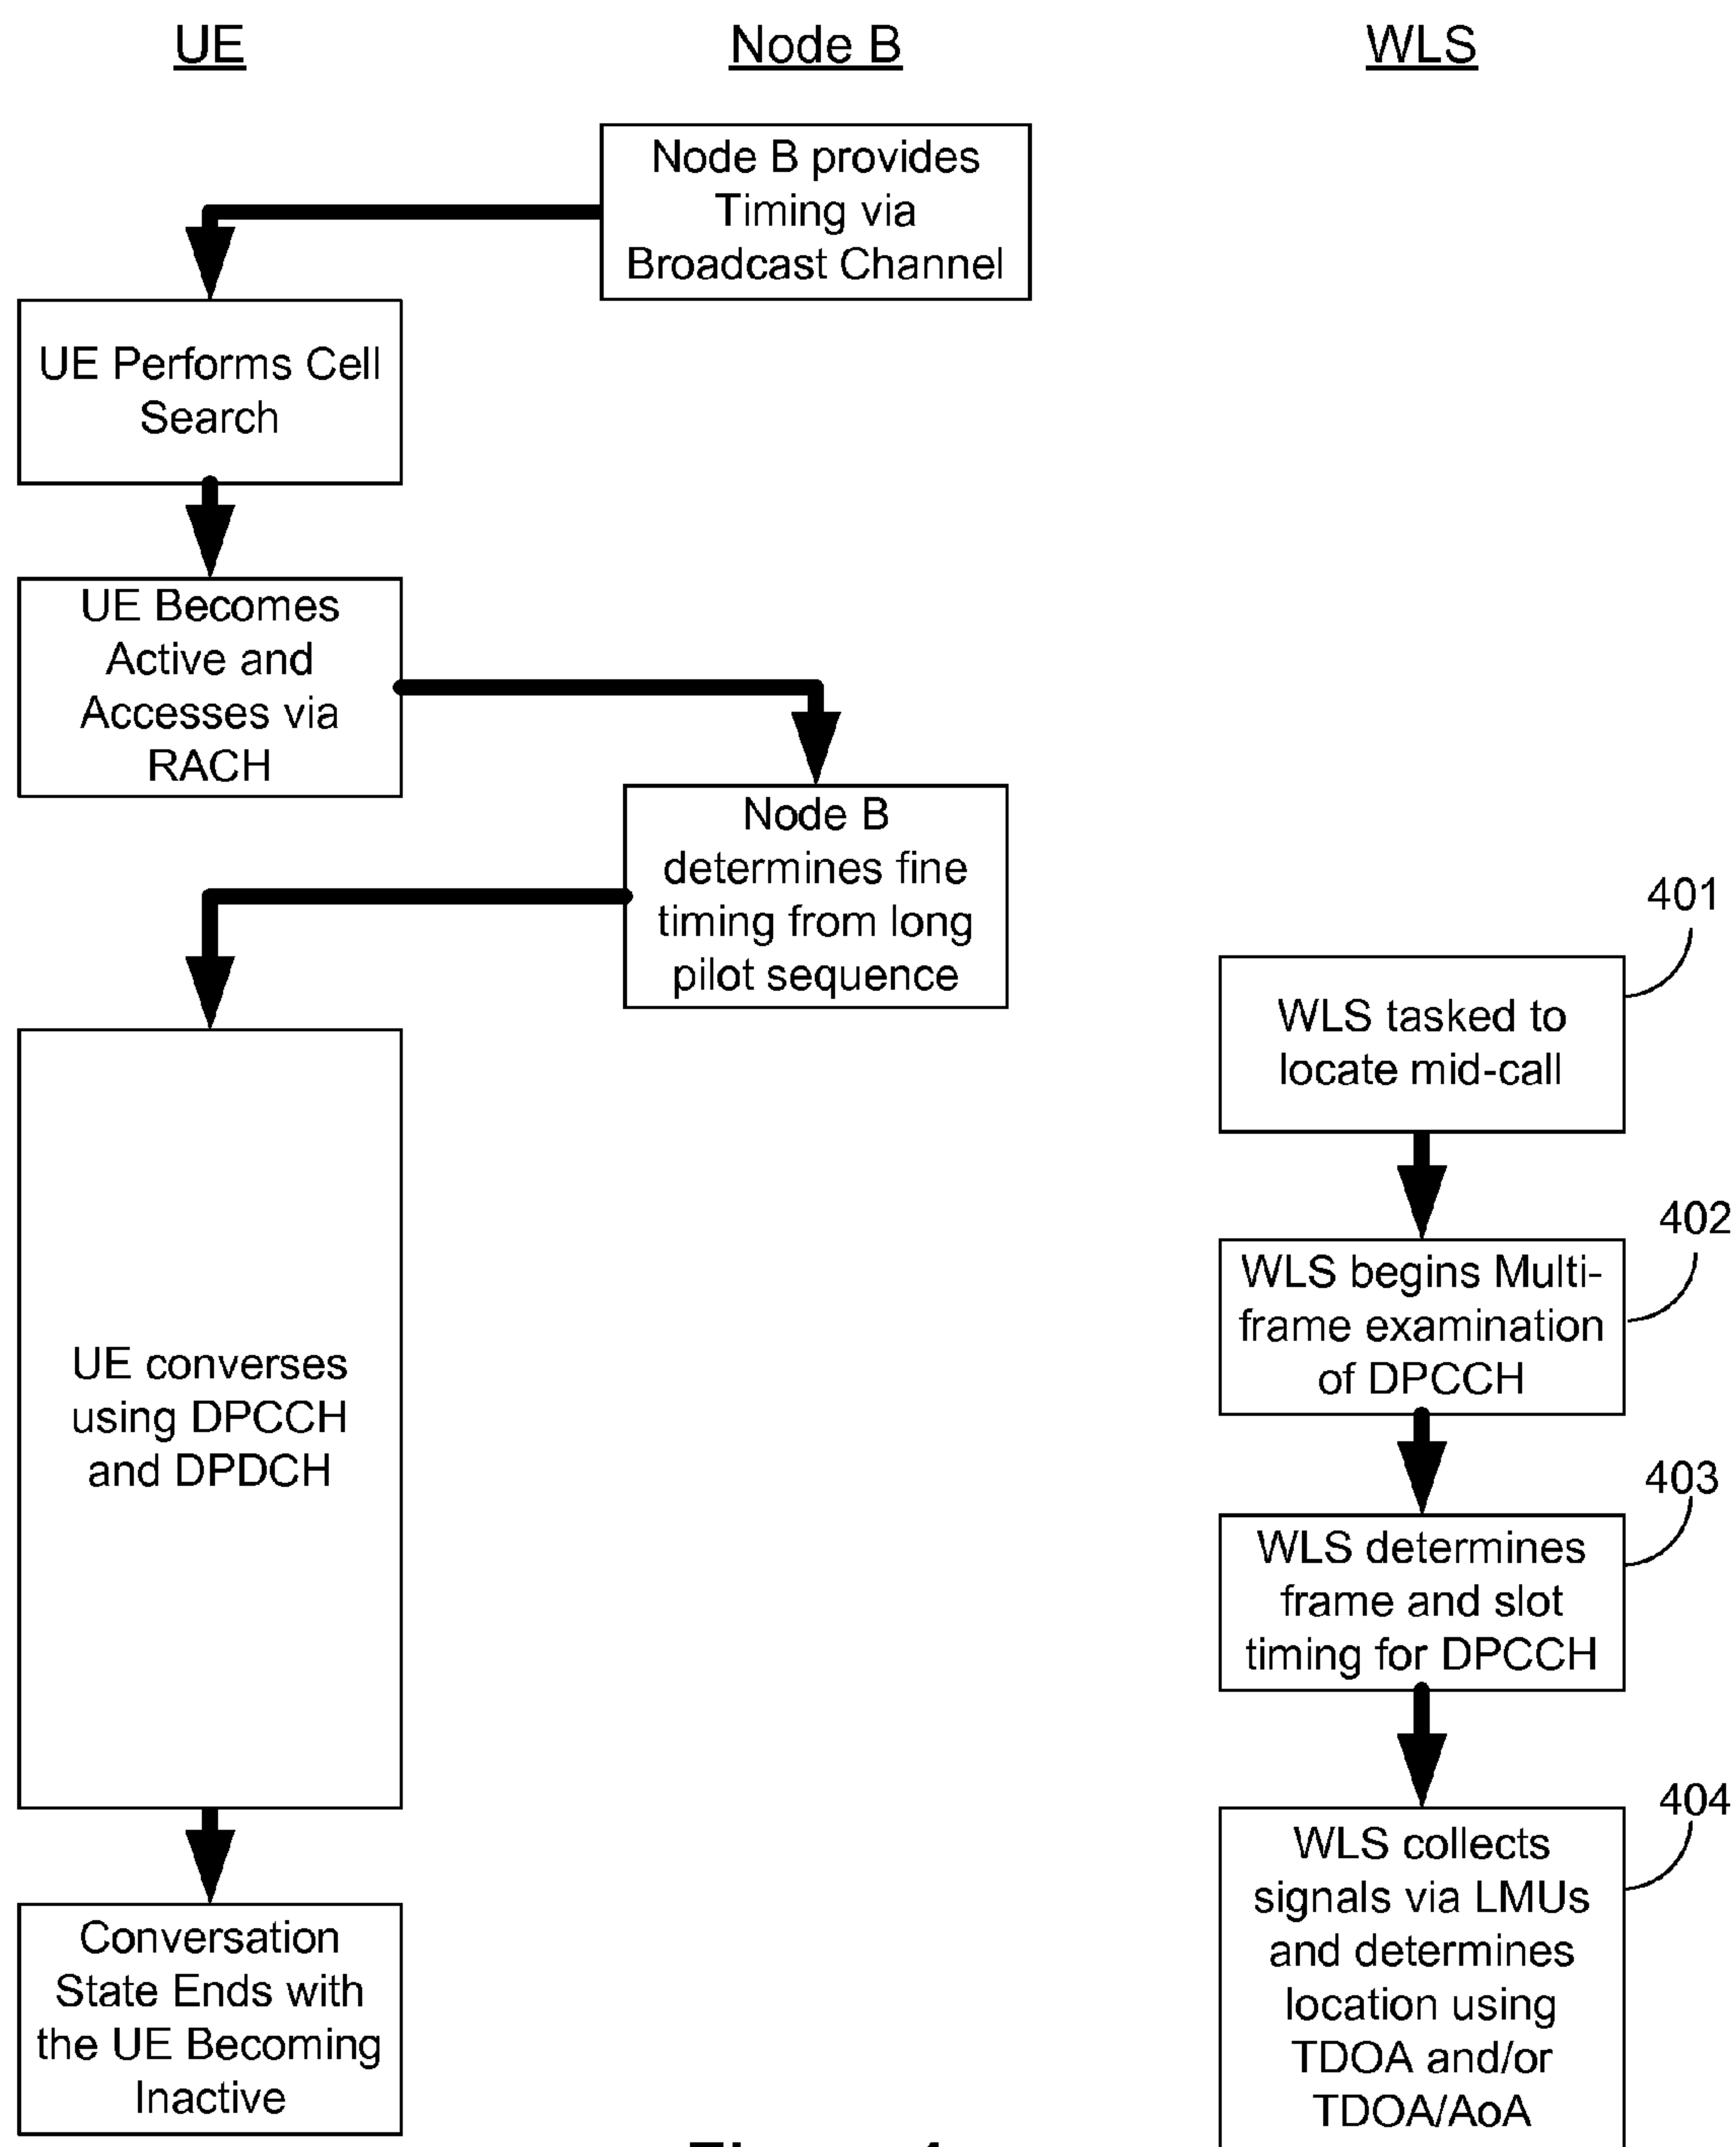 UE
Node B
WLS
Node B provides
Timing via
Broadcast Channel
UE Performs Cell
Search
UE Becomes
Active and
Accesses via
RACH
Node B
determines fine
timing from long
pilot sequence
UE converses
using DPCCH
and DPDCH
Conversation
State Ends with
the UE Becoming
Inactive
401
WLS tasked to
locate mid-call
402
WLS begins Multi-
frame examination
of DPCCH
403
WLS determines
frame and slot
timing for DPCCH
404
WLS collects
signals via LMUs
and determines
location using
TDOA and/or
TDOA/AoA